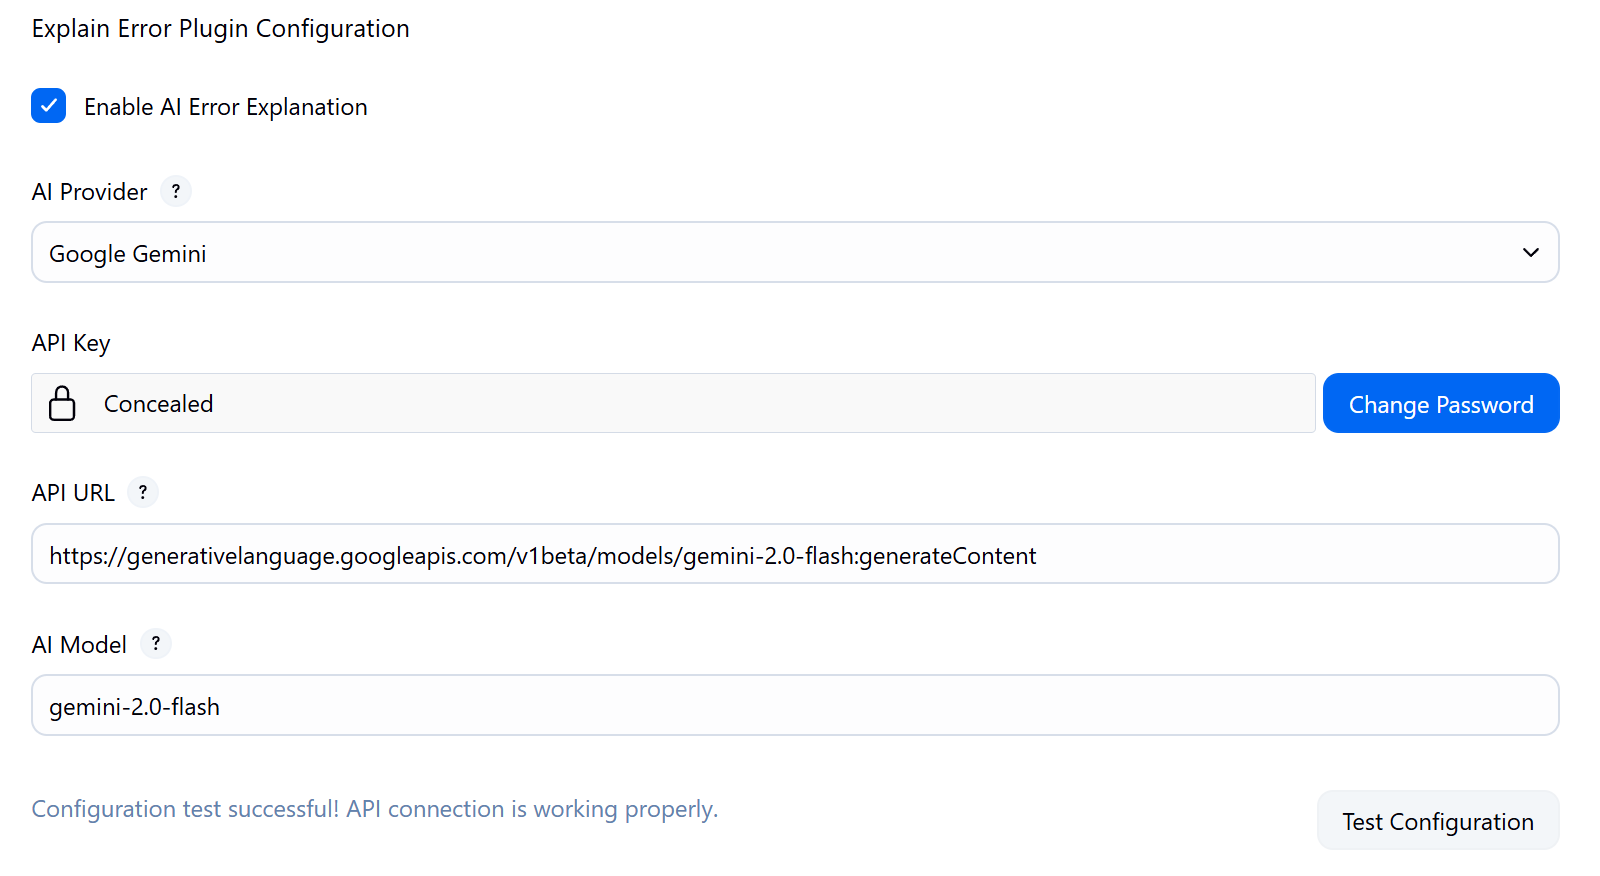 Explain Error Plugin Configuration
Enable AI Error Explanation
AI Provider ?
Google Gemini
API Key
Concealed
Change Password
API URL ?
https://generativelanguage.googleapis.com/v1beta/models/gemini-2.0-flash:generateContent
AI Model ?
gemini-2.0-flash
Configuration test successful! API connection is working properly.
Test Configuration